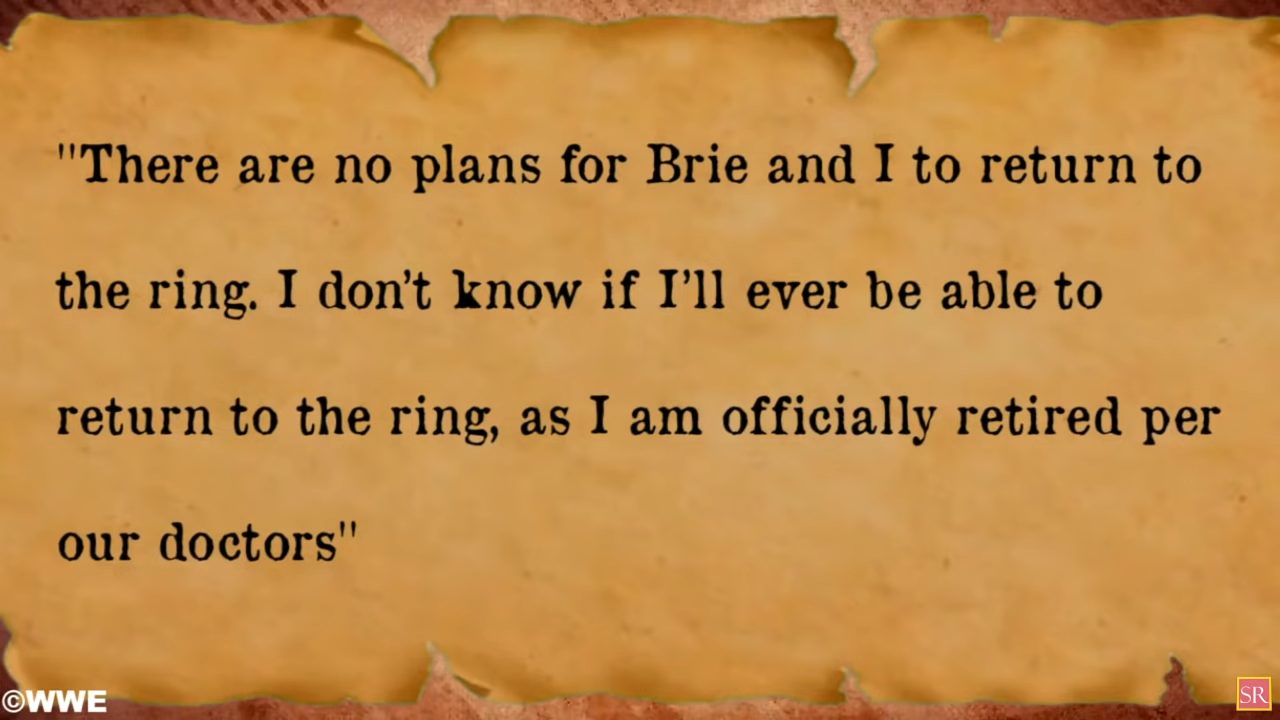 "There are no plans for Brie and I to return to
the ring. I don't know if I'll ever be able to
return to the ring, as I am officially retired per
our doctors"
©WWE
SR